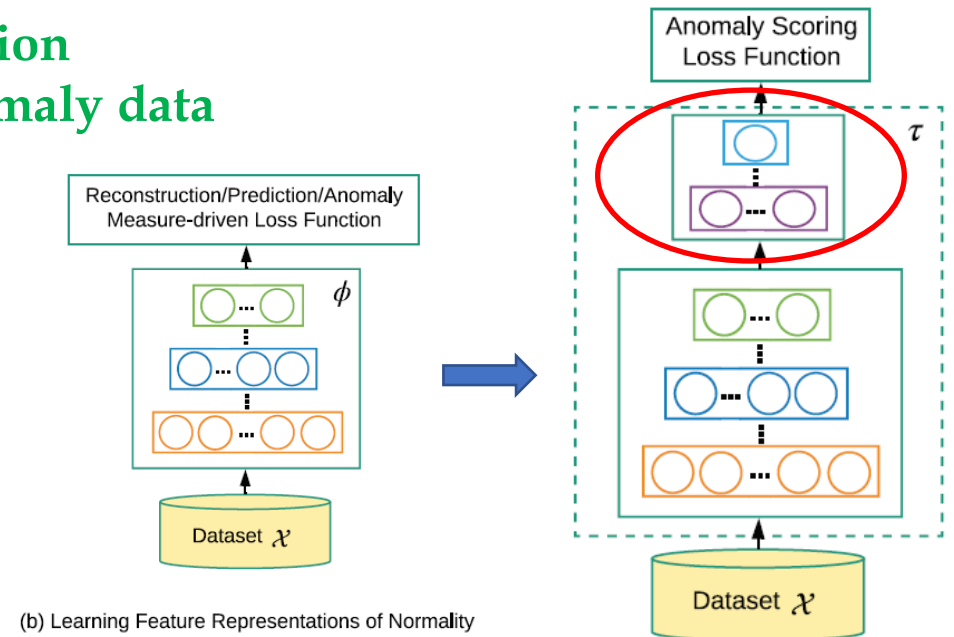 tion
maly data
Reconstruction/Prediction/Anomaly
Measure-driven Loss Function
ϕ
Dataset 𝒳
(b) Learning Feature Representations of Normality
Anomaly Scoring
Loss Function
τ
Dataset 𝒳